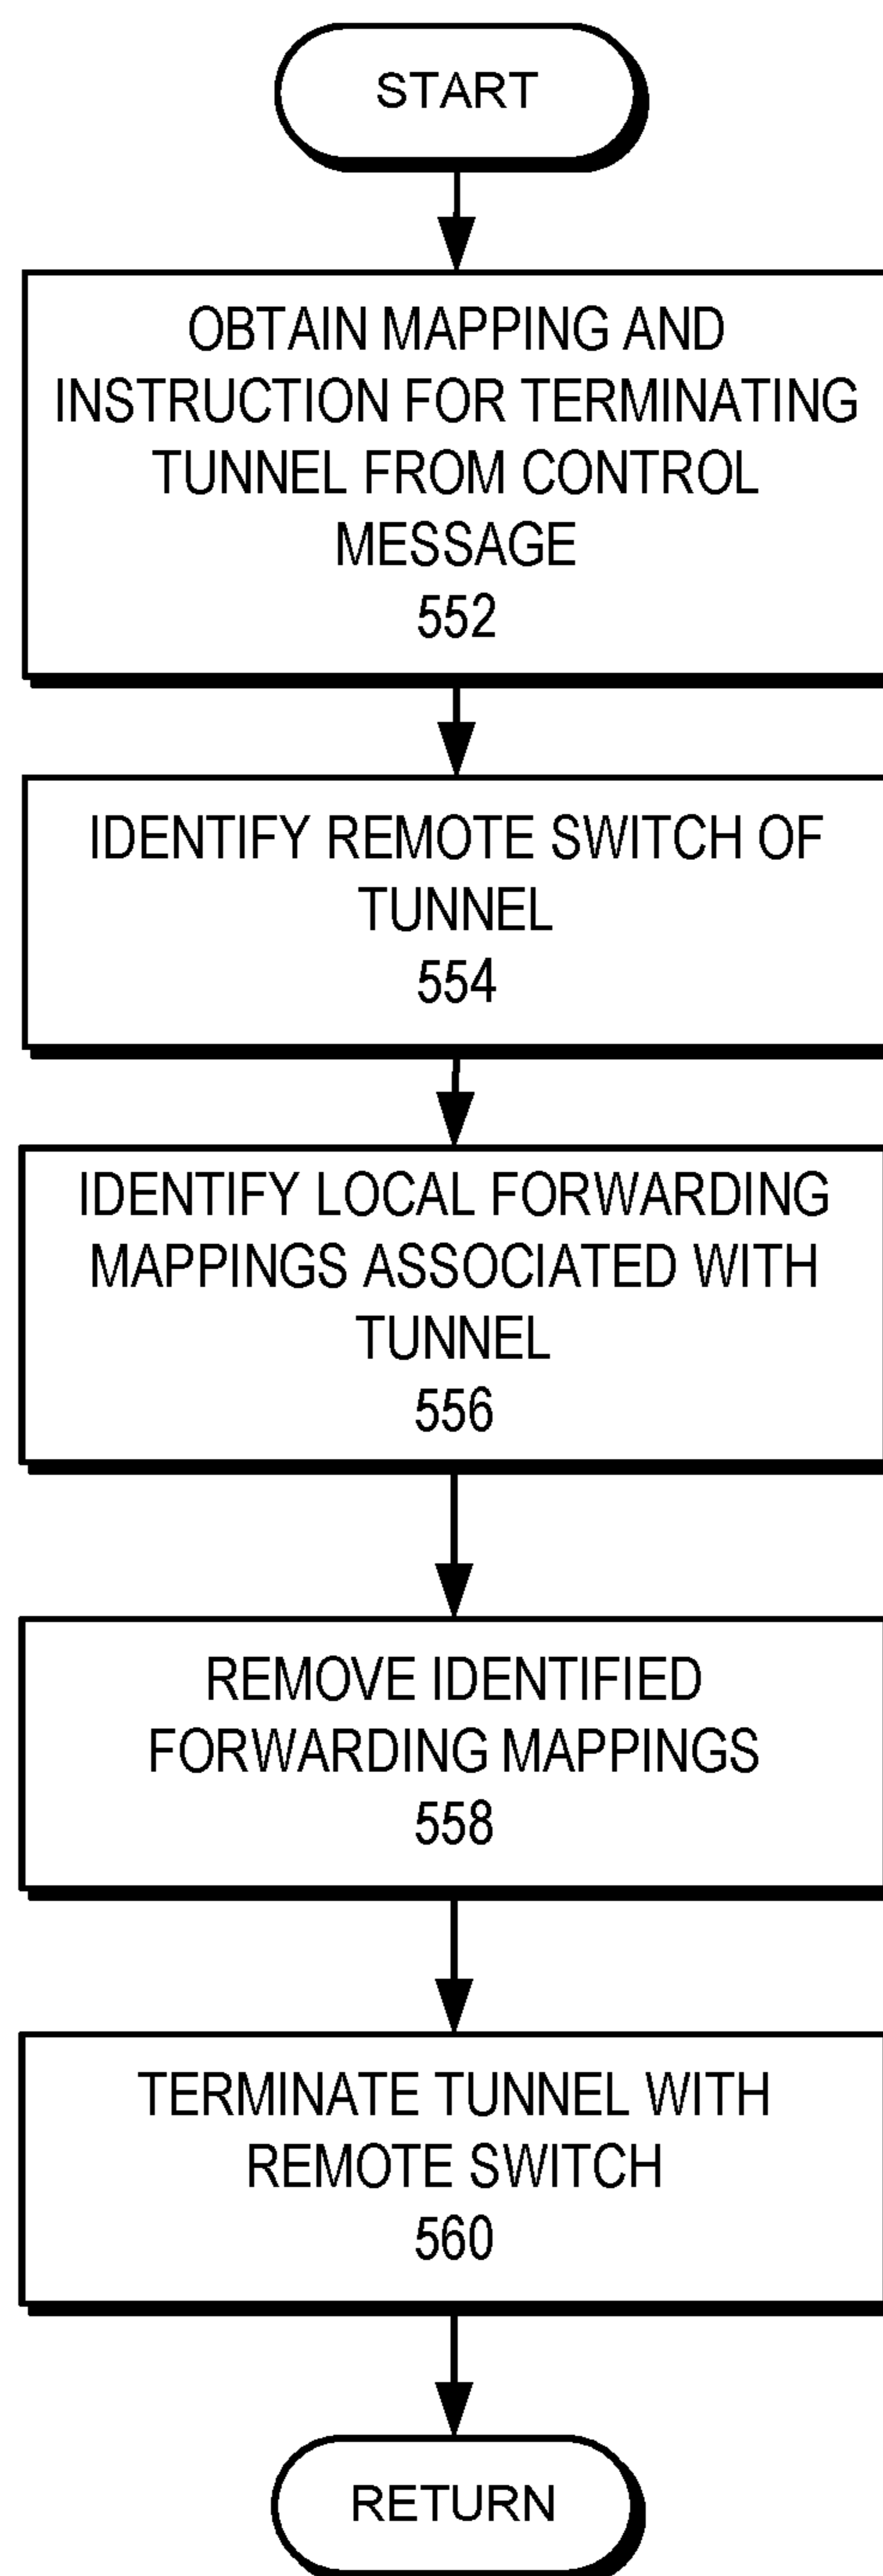 START
OBTAIN MAPPING AND
INSTRUCTION FOR TERMINATING
TUNNEL FROM CONTROL
MESSAGE
552
IDENTIFY REMOTE SWITCH OF
TUNNEL
554
IDENTIFY LOCAL FORWARDING
MAPPINGS ASSOCIATED WITH
TUNNEL
556
REMOVE IDENTIFIED
FORWARDING MAPPINGS
558
TERMINATE TUNNEL WITH
REMOTE SWITCH
560
RETURN